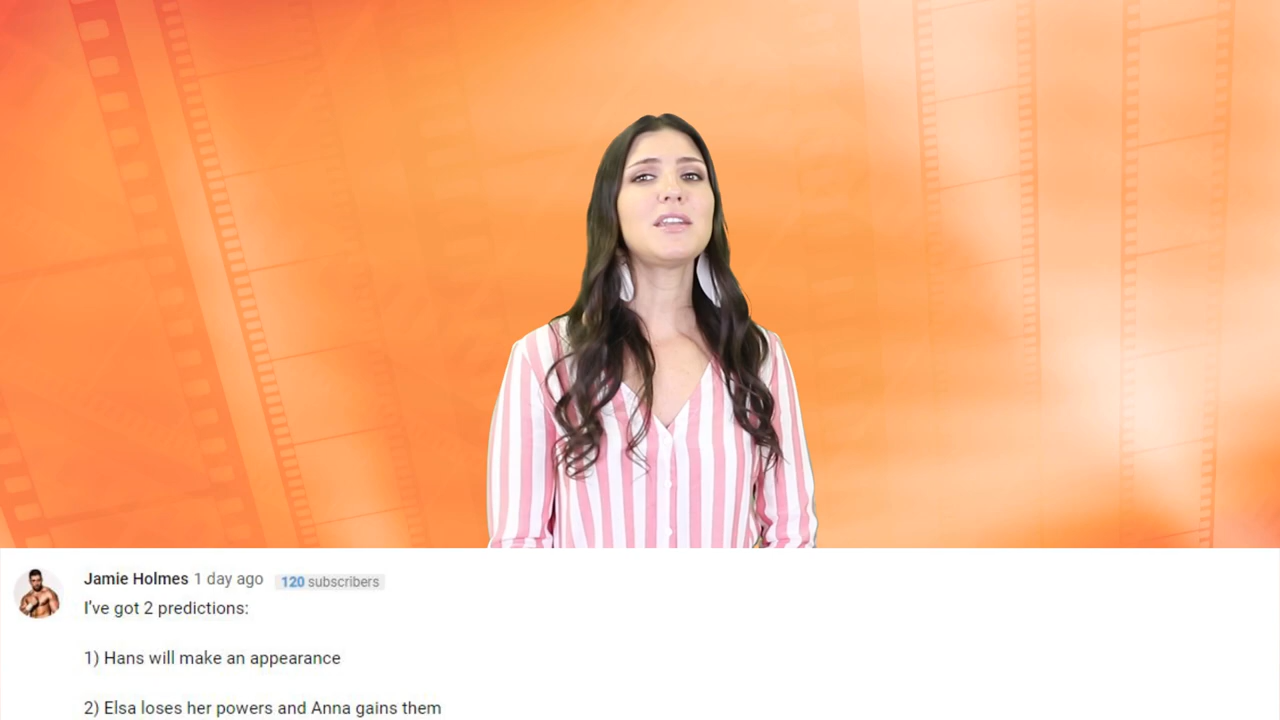 Jamie Holmes 1 day ago 120 subscribers
I've got 2 predictions:
1) Hans will make an appearance
2) Elsa loses her powers and Anna gains them